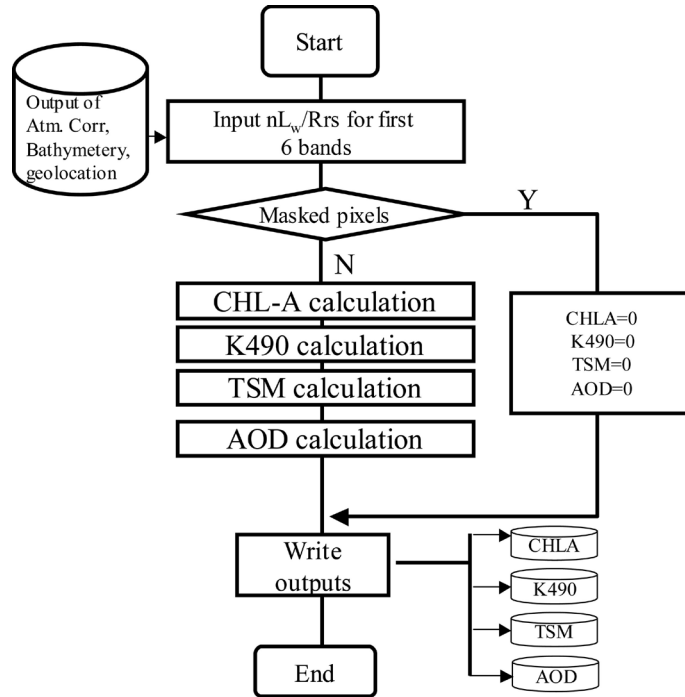 Start
Output of
Atm. Corr,
Bathymetery,
geolocation
Input nLw/Rrs for first
6 bands
Masked pixels
Y
N
CHL-A calculation
K490 calculation
TSM calculation
AOD calculation
CHLA=0
K490=0
TSM=0
AOD=0
Write
outputs
CHLA
K490
TSM
AOD
End